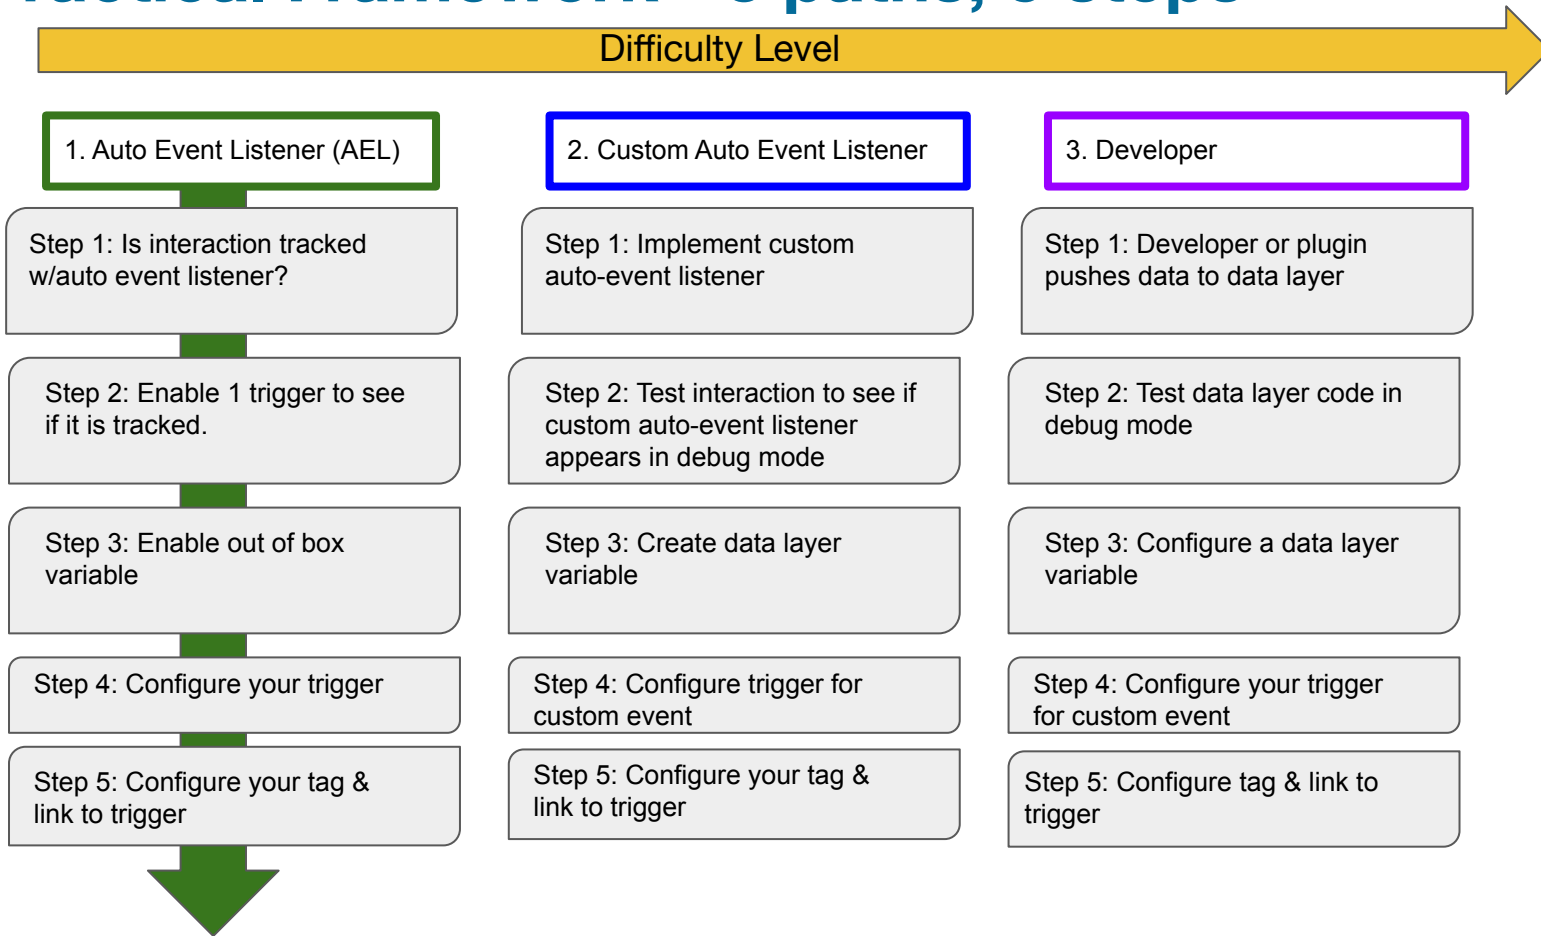 Tactical Framework - 3 paths, 5 steps
Difficulty Level
1. Auto Event Listener (AEL)
2. Custom Auto Event Listener
3. Developer
Step 1: Is interaction tracked
w/auto event listener?
Step 1: Implement custom
auto-event listener
Step 1: Developer or plugin
pushes data to data layer
Step 2: Enable 1 trigger to see
if it is tracked.
Step 2: Test interaction to see if
custom auto-event listener
appears in debug mode
Step 2: Test data layer code in
debug mode
Step 3: Enable out of box
variable
Step 3: Create data layer
variable
Step 3: Configure a data layer
variable
Step 4: Configure your trigger
Step 4: Configure trigger for
custom event
Step 4: Configure your trigger
for custom event
Step 5: Configure your tag &
link to trigger
Step 5: Configure your tag &
link to trigger
Step 5: Configure tag & link to
trigger